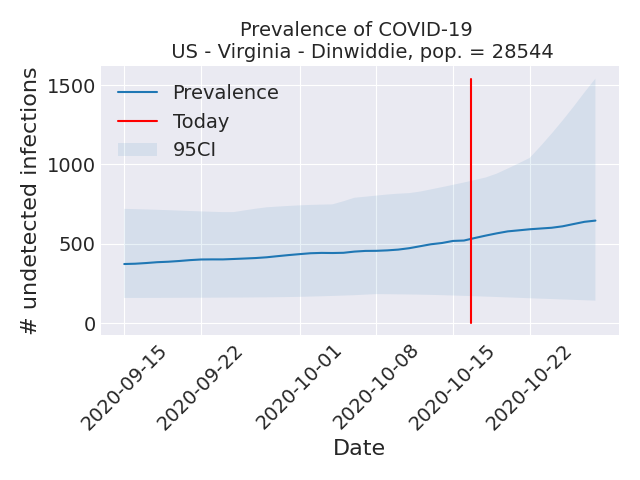 Prevalence of COVID-19
US - Virginia - Dinwiddie, pop. = 28544
# undetected infections
1500
1000
500
0
Prevalence
Today
95CI
2020-09-15
2020-09-22
2020-10-01
2020-10-08
2020-10-15
2020-10-22
Date